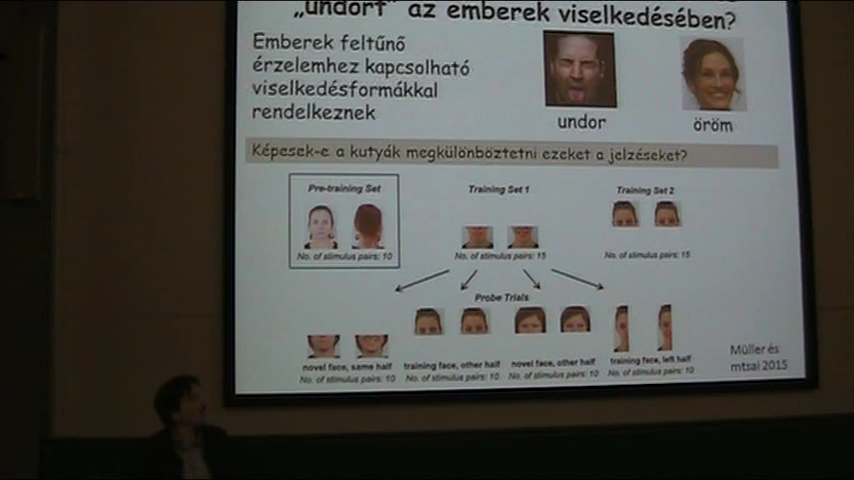 „undort” az emberek viselkedésében?
Emberek feltűnő
érzelemhez kapcsolható
viselkedésformákkal
rendelkeznek
undor
öröm
Képesek-e a kutyák megkülönböztetni ezeket a jelzéseket?
Pre-training Set
Training Set 1
Training Set 2
No. of stimulus pairs: 10
No. of stimulus pairs: 15
No. of stimulus pairs: 15
Probe Trials
novel face, same half
training face, other half
novel face, other half
training face, left half
No. of stimulus pairs: 10
No. of stimulus pairs: 10
No. of stimulus pairs: 10
No. of stimulus pairs: 10
Müller és
mtsai 2015